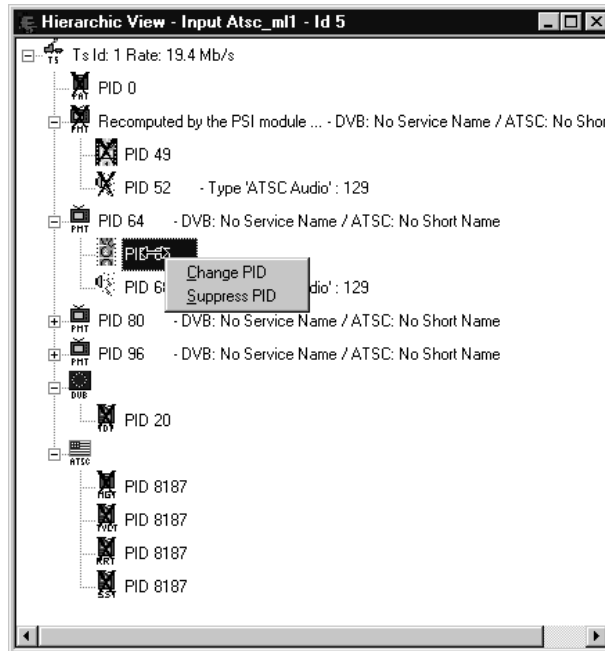 Hierarchic View - Input Atsc_ml1 - Id 5
TS Ts Id: 1 Rate: 19.4 Mb/s
PAT PID 0
PMT Recomputed by the PSI module ... - DVB: No Service Name / ATSC: No Shor
PID 49
PID 52 - Type 'ATSC Audio' : 129
PMT PID 64 - DVB: No Service Name / ATSC: No Short Name
Change PID
PID dio' : 129
Suppress PID
PMT PID 80 - DVB: No Service Name / ATSC: No Short Name
PMT PID 96 - DVB: No Service Name / ATSC: No Short Name
DVB
TDT PID 20
ATSC
MGT PID 8187
TVCT PID 8187
RRT PID 8187
SST PID 8187